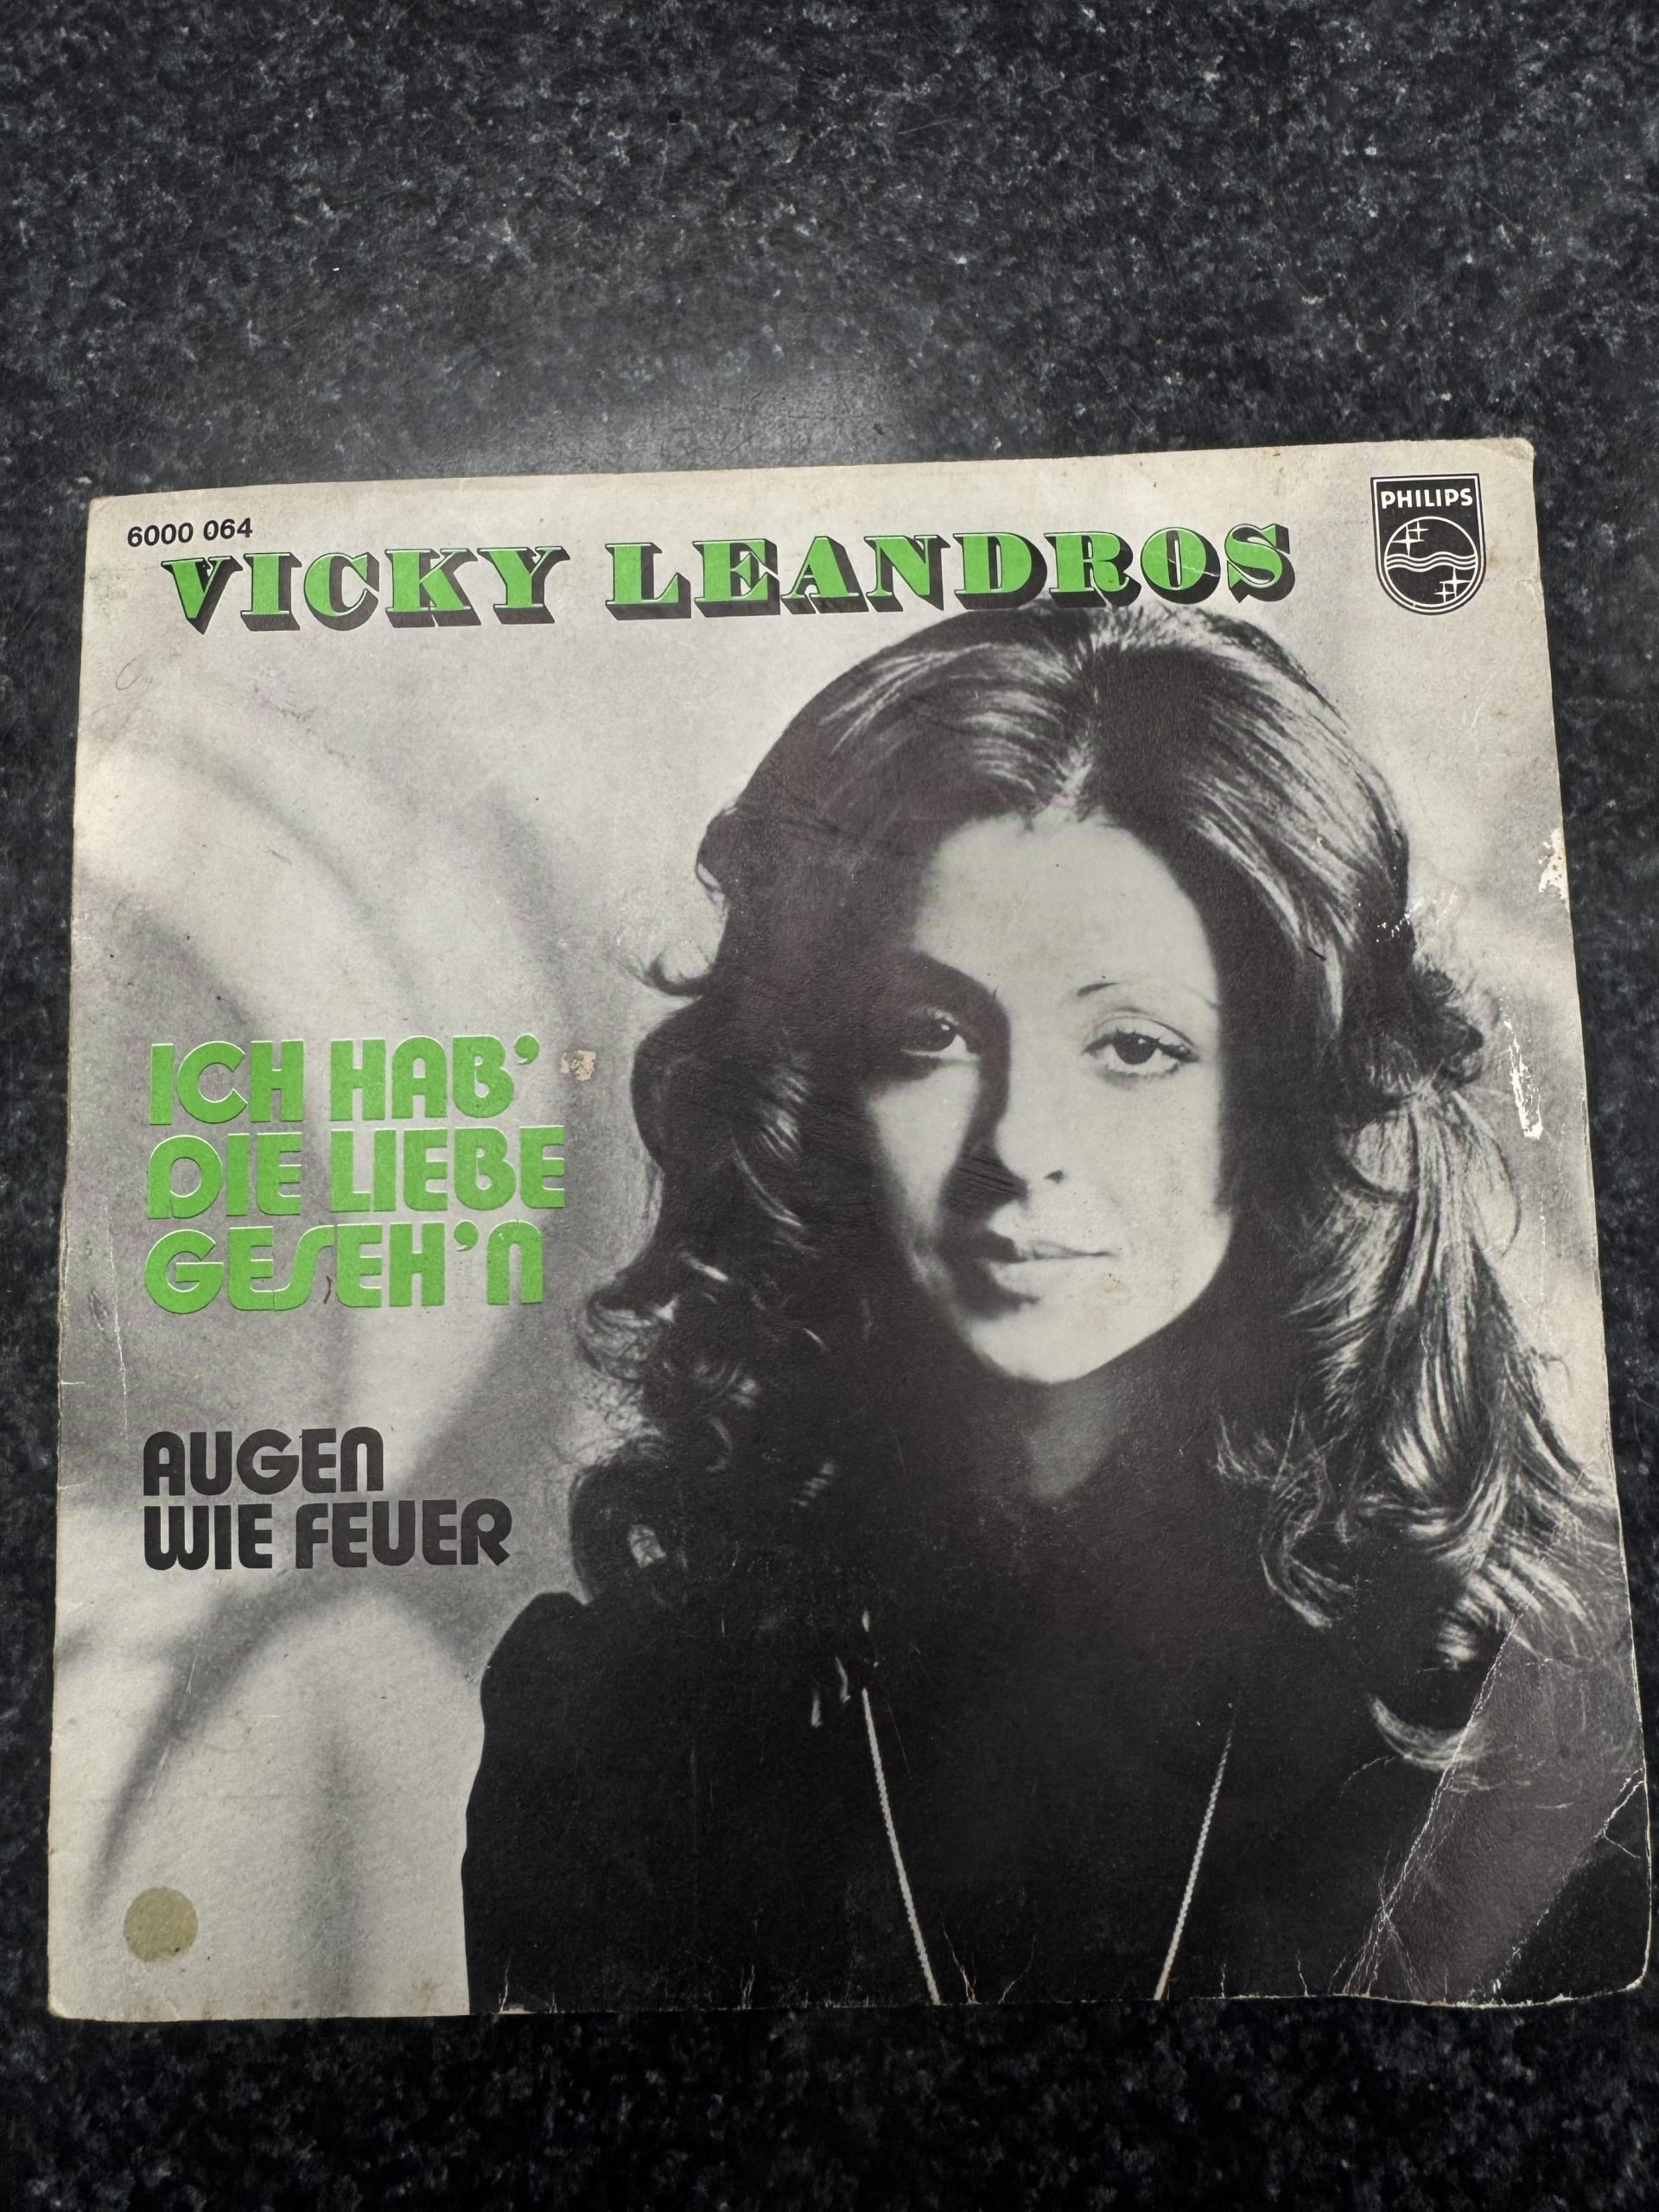 6000 064
PHILIPS
VICKY LEANDROS
ICH HAB'
DIE LIEBE
GESEH'N
AUGEN
WIE FEUER